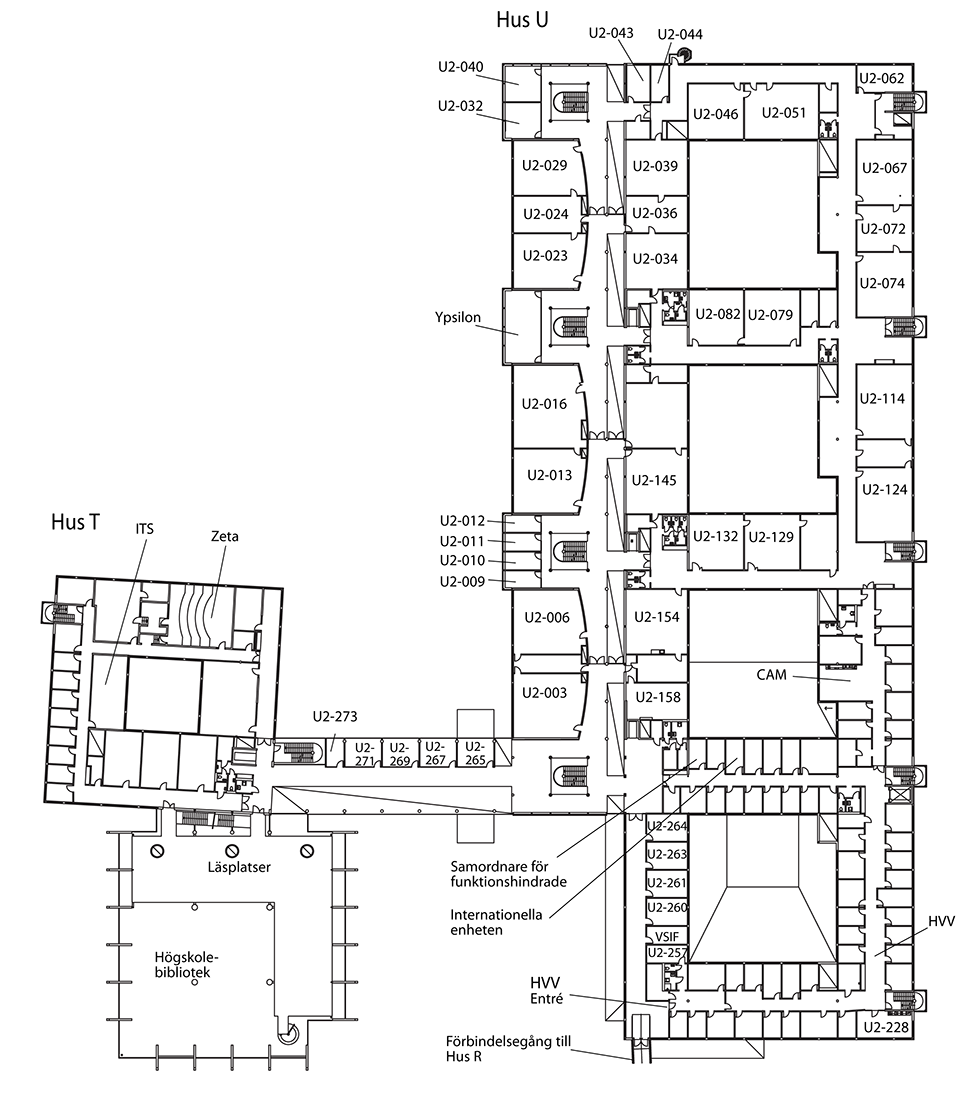 Hus U
U2-043
U2-044
U2-040
U2-062
U2-032
U2-046
U2-051
U2-029
U2-039
U2-067
U2-024
U2-036
U2-072
U2-023
U2-034
U2-074
Ypsilon
U2-082
U2-079
U2-016
U2-114
U2-013
U2-145
U2-124
Hus T
ITS
Zeta
U2-012
U2-011
U2-010
U2-009
U2-132
U2-129
U2-006
U2-154
CAM
U2-003
U2-158
U2-273
U2-
271
U2-
269
U2-
267
U2-
265
Läsplatser
Samordnare för
funktionshindrade
Internationella
enheten
U2-264
U2-263
U2-261
U2-260
VSIF
U2-257
HVV
Högskole-
bibliotek
HVV
Entré
U2-228
Förbindelsegång till
Hus R